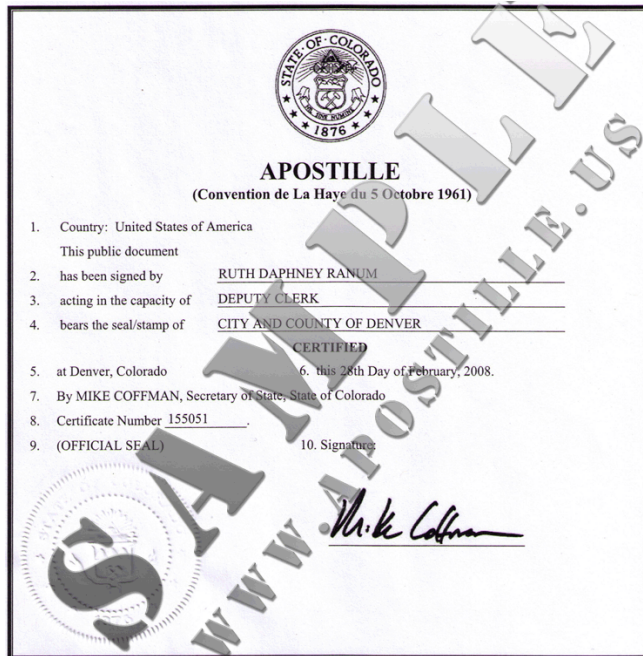 STATE·OF·COLORADO
NIL SINE NUMINE
1876
APOSTILLE
(Convention de La Haye du 5 Octobre 1961)
1. Country: United States of America
This public document
2. has been signed by RUTH DAPHNEY RANUM
3. acting in the capacity of DEPUTY CLERK
4. bears the seal/stamp of CITY AND COUNTY OF DENVER
CERTIFIED
5. at Denver, Colorado 6. this 28th Day of February, 2008.
7. By MIKE COFFMAN, Secretary of State, State of Colorado
8. Certificate Number 155051.
9. (OFFICIAL SEAL) 10. Signature:
Mike Coffman
SAMPLE
WWW.APOSTILLE.US